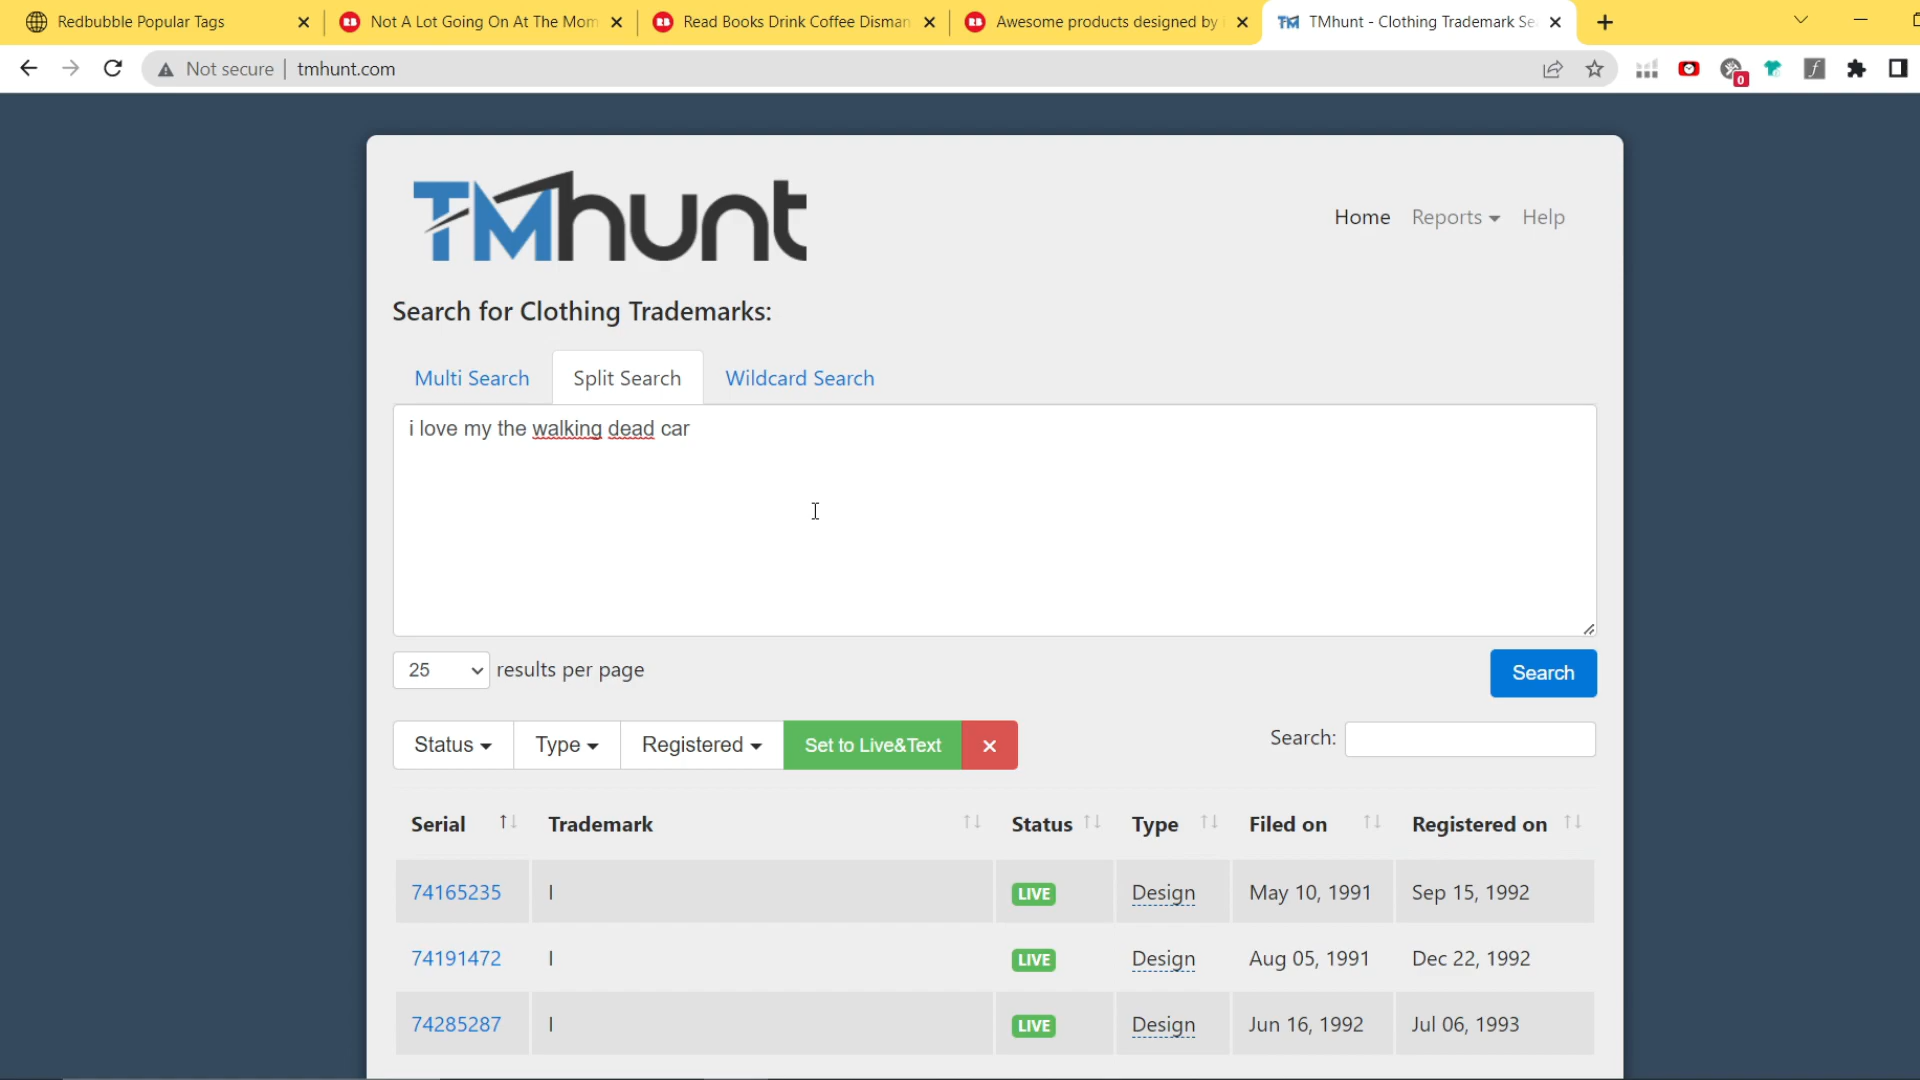 Redbubble Popular Tags
Not A Lot Going On At The Mom
Read Books Drink Coffee Disman
Awesome products designed by
TM TMhunt - Clothing Trademark Se
Not secure | tmhunt.com
0
TMhunt
Home Reports Help
Search for Clothing Trademarks:
Multi Search Split Search Wildcard Search
i love my the walking dead car
25 results per page
Search
Status Type Registered Set to Live&Text ×
Search:
Serial Trademark Status Type Filed on Registered on
74165235 I LIVE Design May 10, 1991 Sep 15, 1992
74191472 I LIVE Design Aug 05, 1991 Dec 22, 1992
74285287 I LIVE Design Jun 16, 1992 Jul 06, 1993